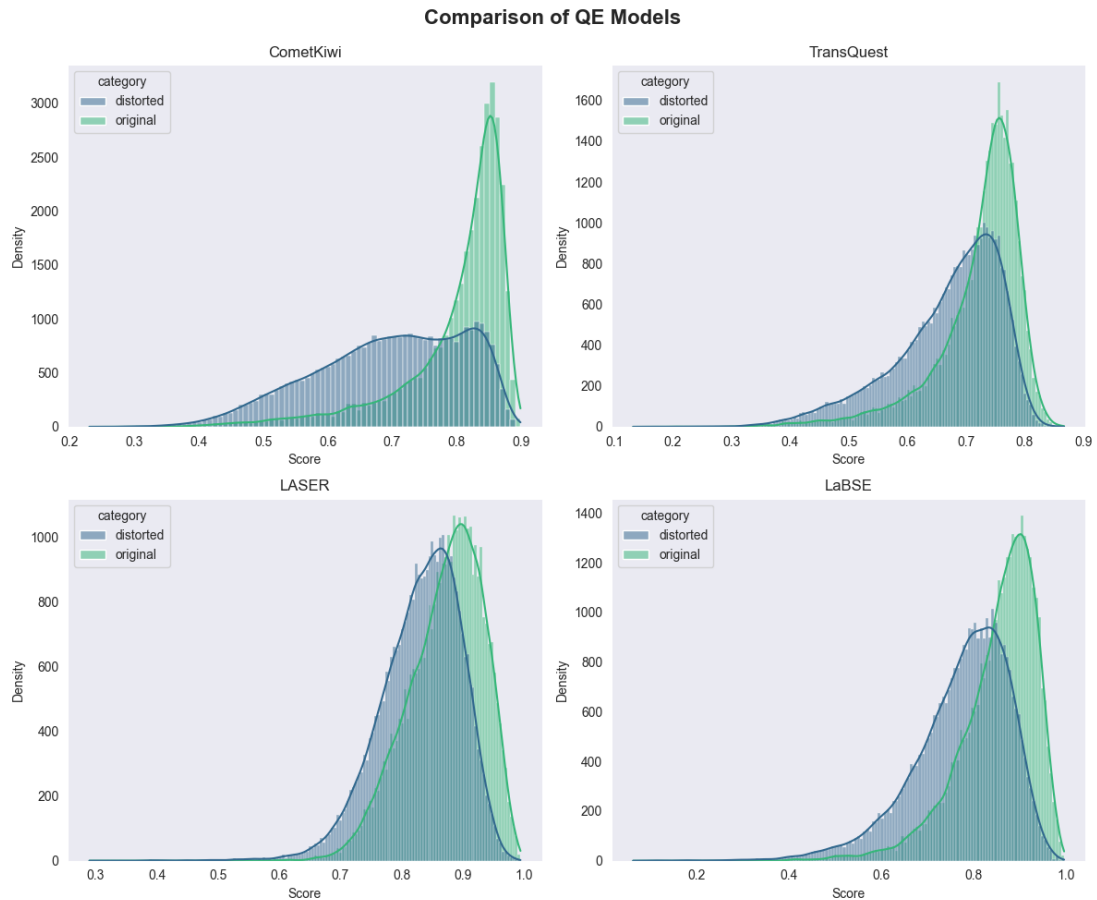 Comparison of QE Models
CometKiwi
category
distorted
original
Density
3000
2500
2000
1500
1000
500
0
0.2 0.3 0.4 0.5 0.6 0.7 0.8 0.9
Score
TransQuest
category
distorted
original
Density
1600
1400
1200
1000
800
600
400
200
0
0.1 0.2 0.3 0.4 0.5 0.6 0.7 0.8 0.9
Score
LASER
category
distorted
original
Density
1000
800
600
400
200
0
0.3 0.4 0.5 0.6 0.7 0.8 0.9 1.0
Score
LaBSE
category
distorted
original
Density
1400
1200
1000
800
600
400
200
0
0.2 0.4 0.6 0.8 1.0
Score